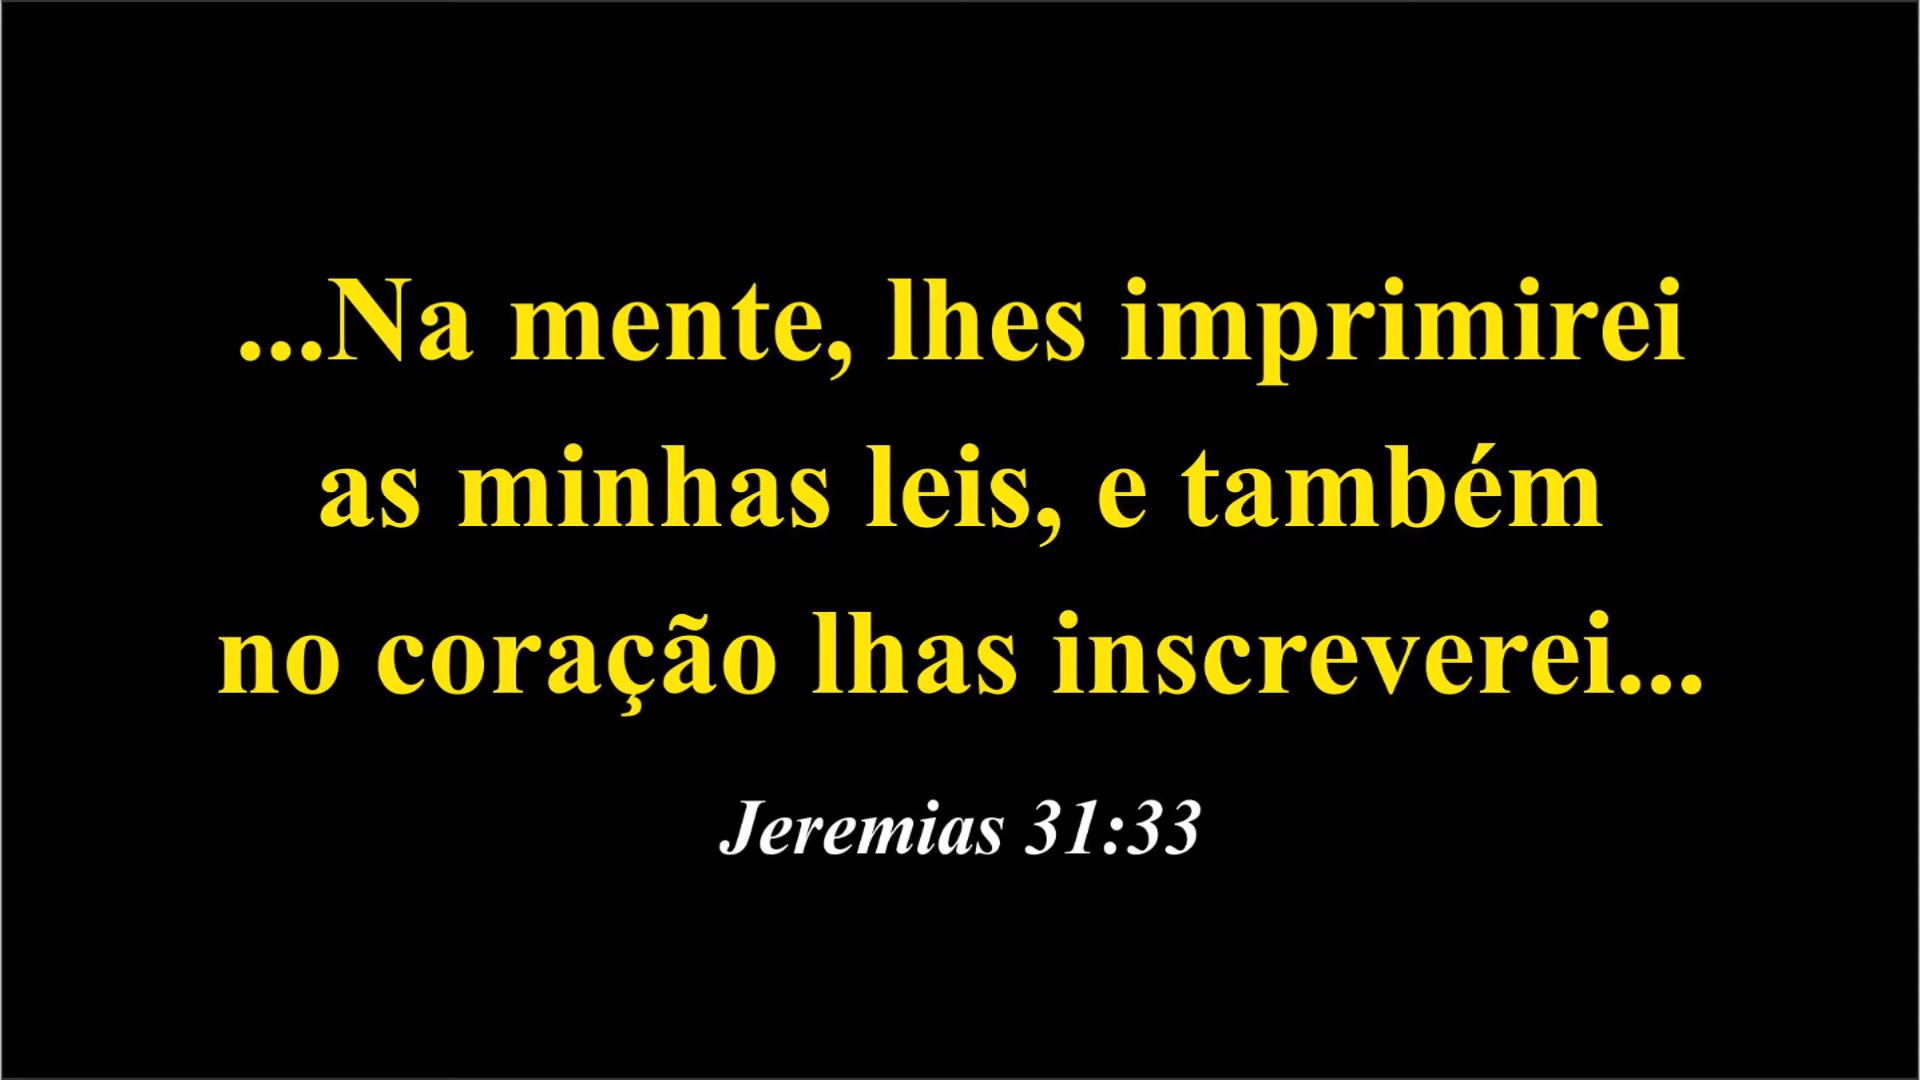 ...Na mente, lhes imprimirei
as minhas leis, e também
no coração lhas inscreverei...
Jeremias 31:33